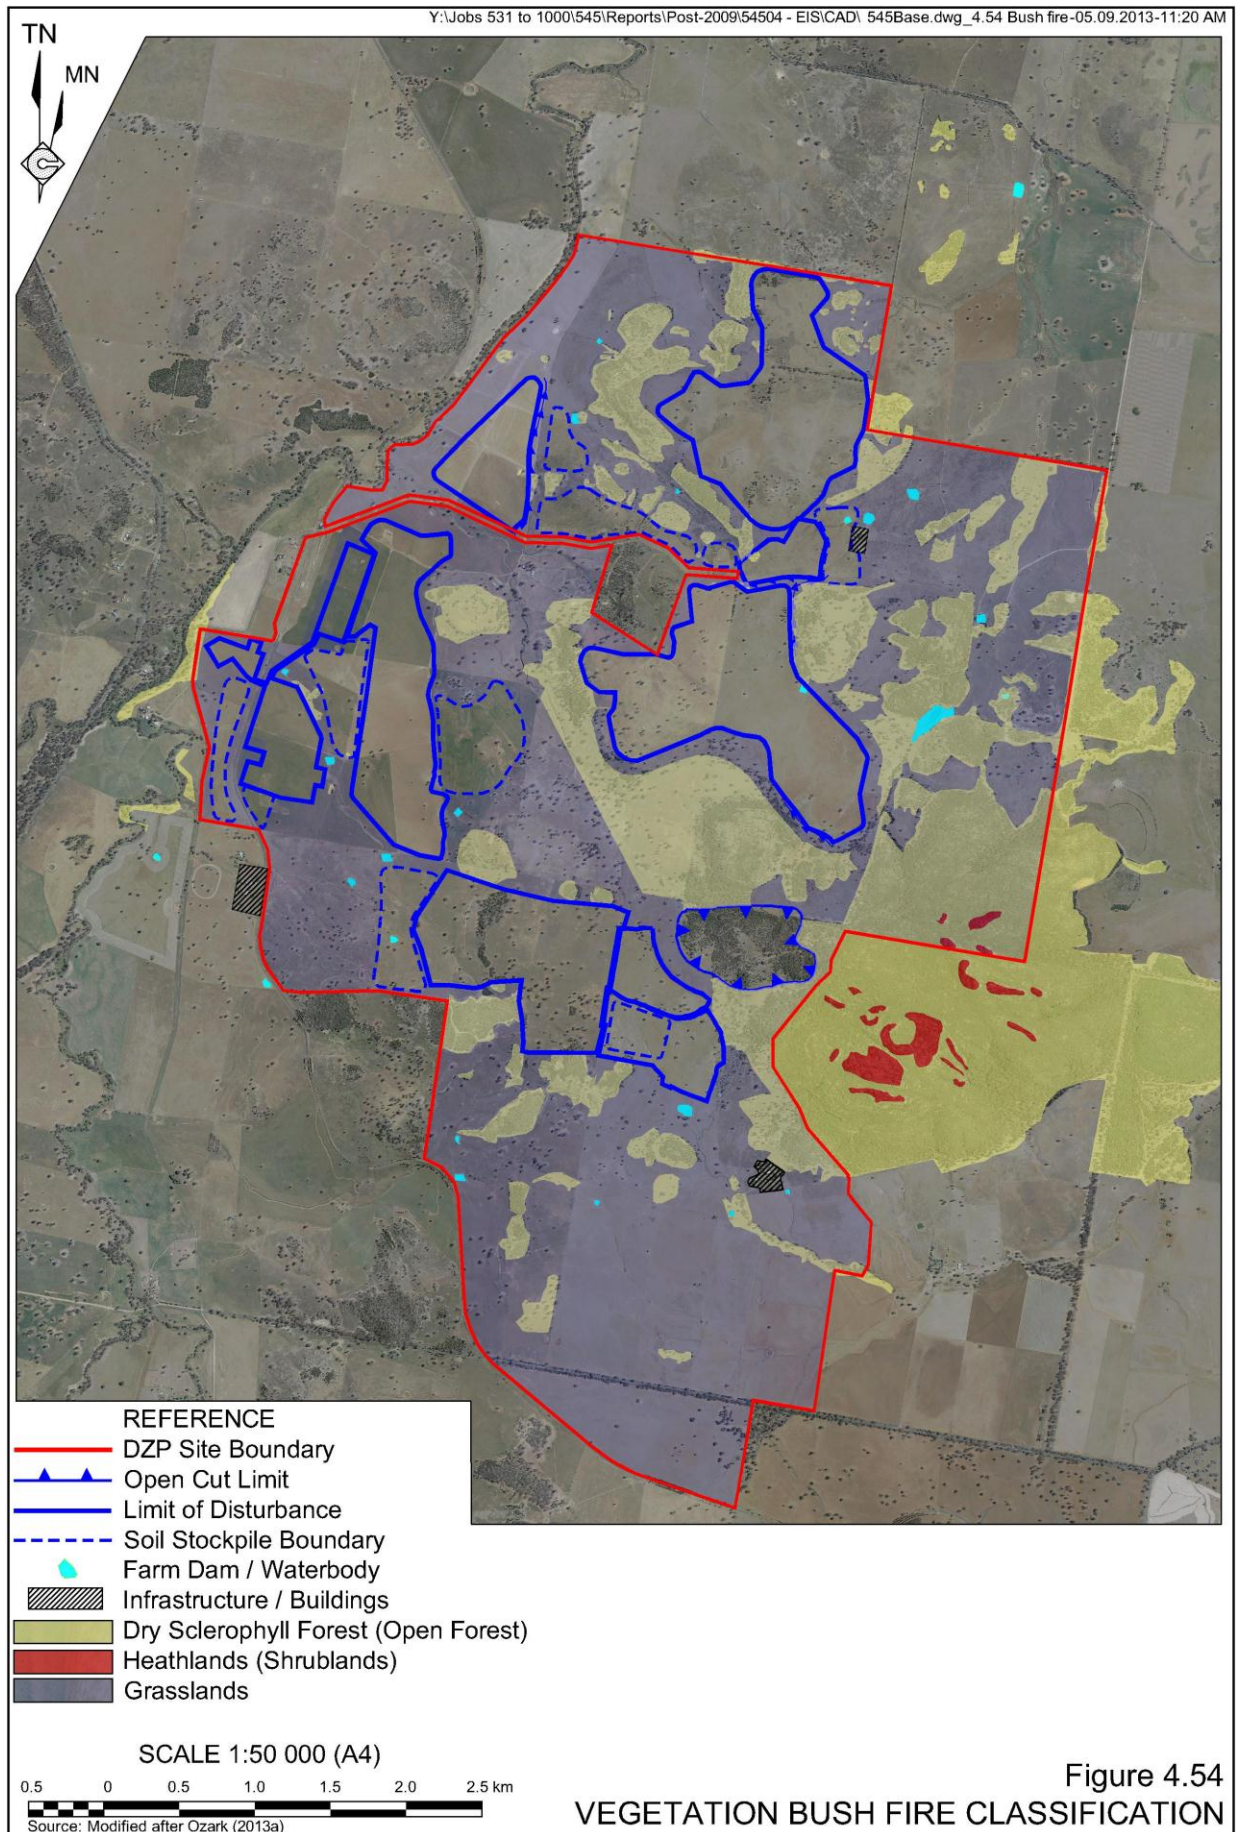 Y:\Jobs 531 to 1000\545\Reports\Post-2009\54504 - EIS\CAD\ 545Base.dwg_4.54 Bush fire-05.09.2013-11:20 AM
TN
MN
REFERENCE
DZP Site Boundary
Open Cut Limit
Limit of Disturbance
Soil Stockpile Boundary
Farm Dam / Waterbody
Infrastructure / Buildings
Dry Sclerophyll Forest (Open Forest)
Heathlands (Shrublands)
Grasslands
SCALE 1:50 000 (A4)
0.5 0 0.5 1.0 1.5 2.0 2.5 km
Source: Modified after Ozark (2013a)
Figure 4.54
VEGETATION BUSH FIRE CLASSIFICATION